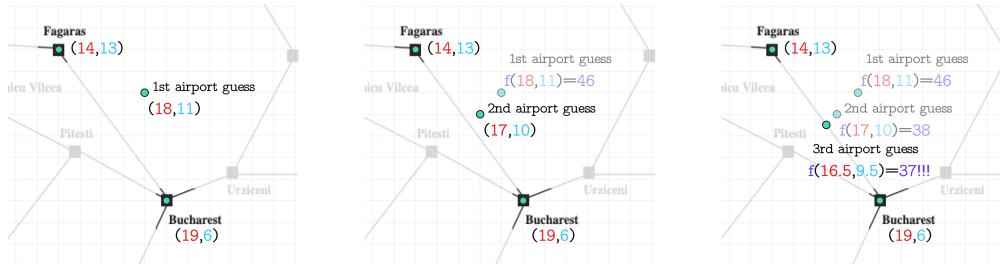 Fagaras
(14,13)
1st airport guess
(18,11)
nicu Vilcea
Pitesti
Urziceni
Bucharest
(19,6)
Fagaras
(14,13)
1st airport guess
f(18,11)=46
2nd airport guess
(17,10)
nicu Vilcea
Pitesti
Urziceni
Bucharest
(19,6)
Fagaras
(14,13)
1st airport guess
f(18,11)=46
nicu Vilcea
2nd airport guess
f(17,10)=38
Pitesti
3rd airport guess
f(16.5,9.5)=37!!!
Urziceni
Bucharest
(19,6)